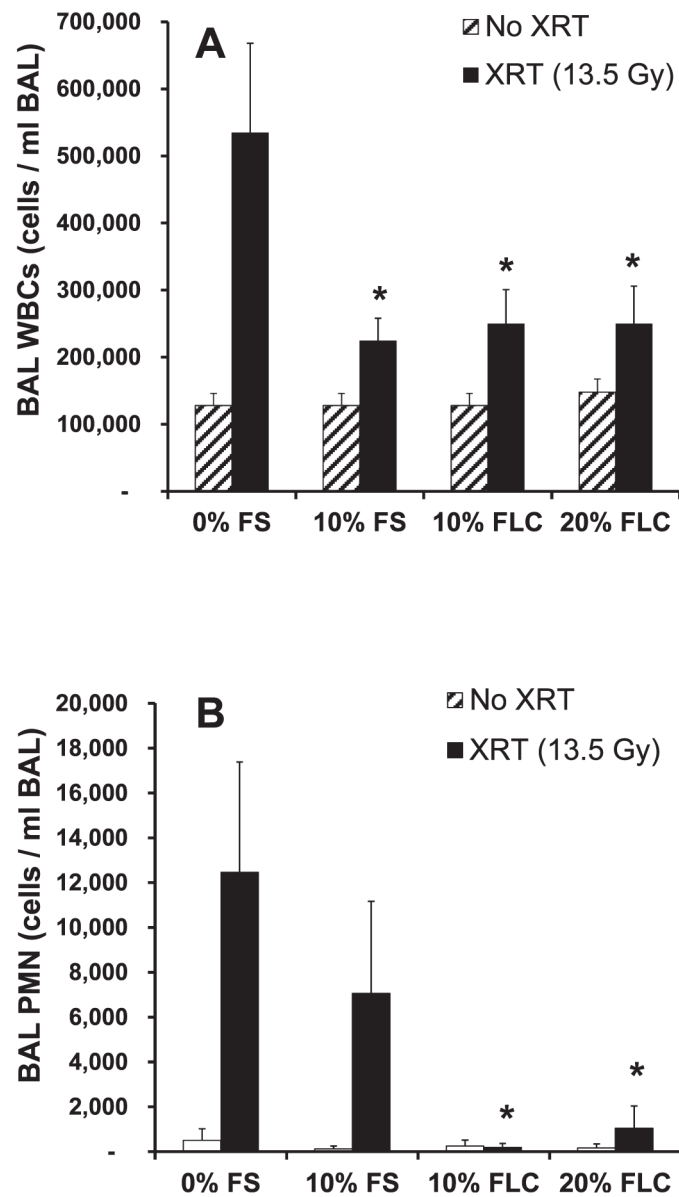 700,000
A
No XRT
600,000
XRT (13.5 Gy)
500,000
400,000
300,000
200,000
100,000
-
BAL WBCs (cells / ml BAL)
*
*
*
0% FS 10% FS 10% FLC 20% FLC
20,000
B
No XRT
18,000
XRT (13.5 Gy)
16,000
14,000
12,000
10,000
8,000
6,000
4,000
2,000
-
BAL PMN (cells / ml BAL)
*
*
0% FS 10% FS 10% FLC 20% FLC